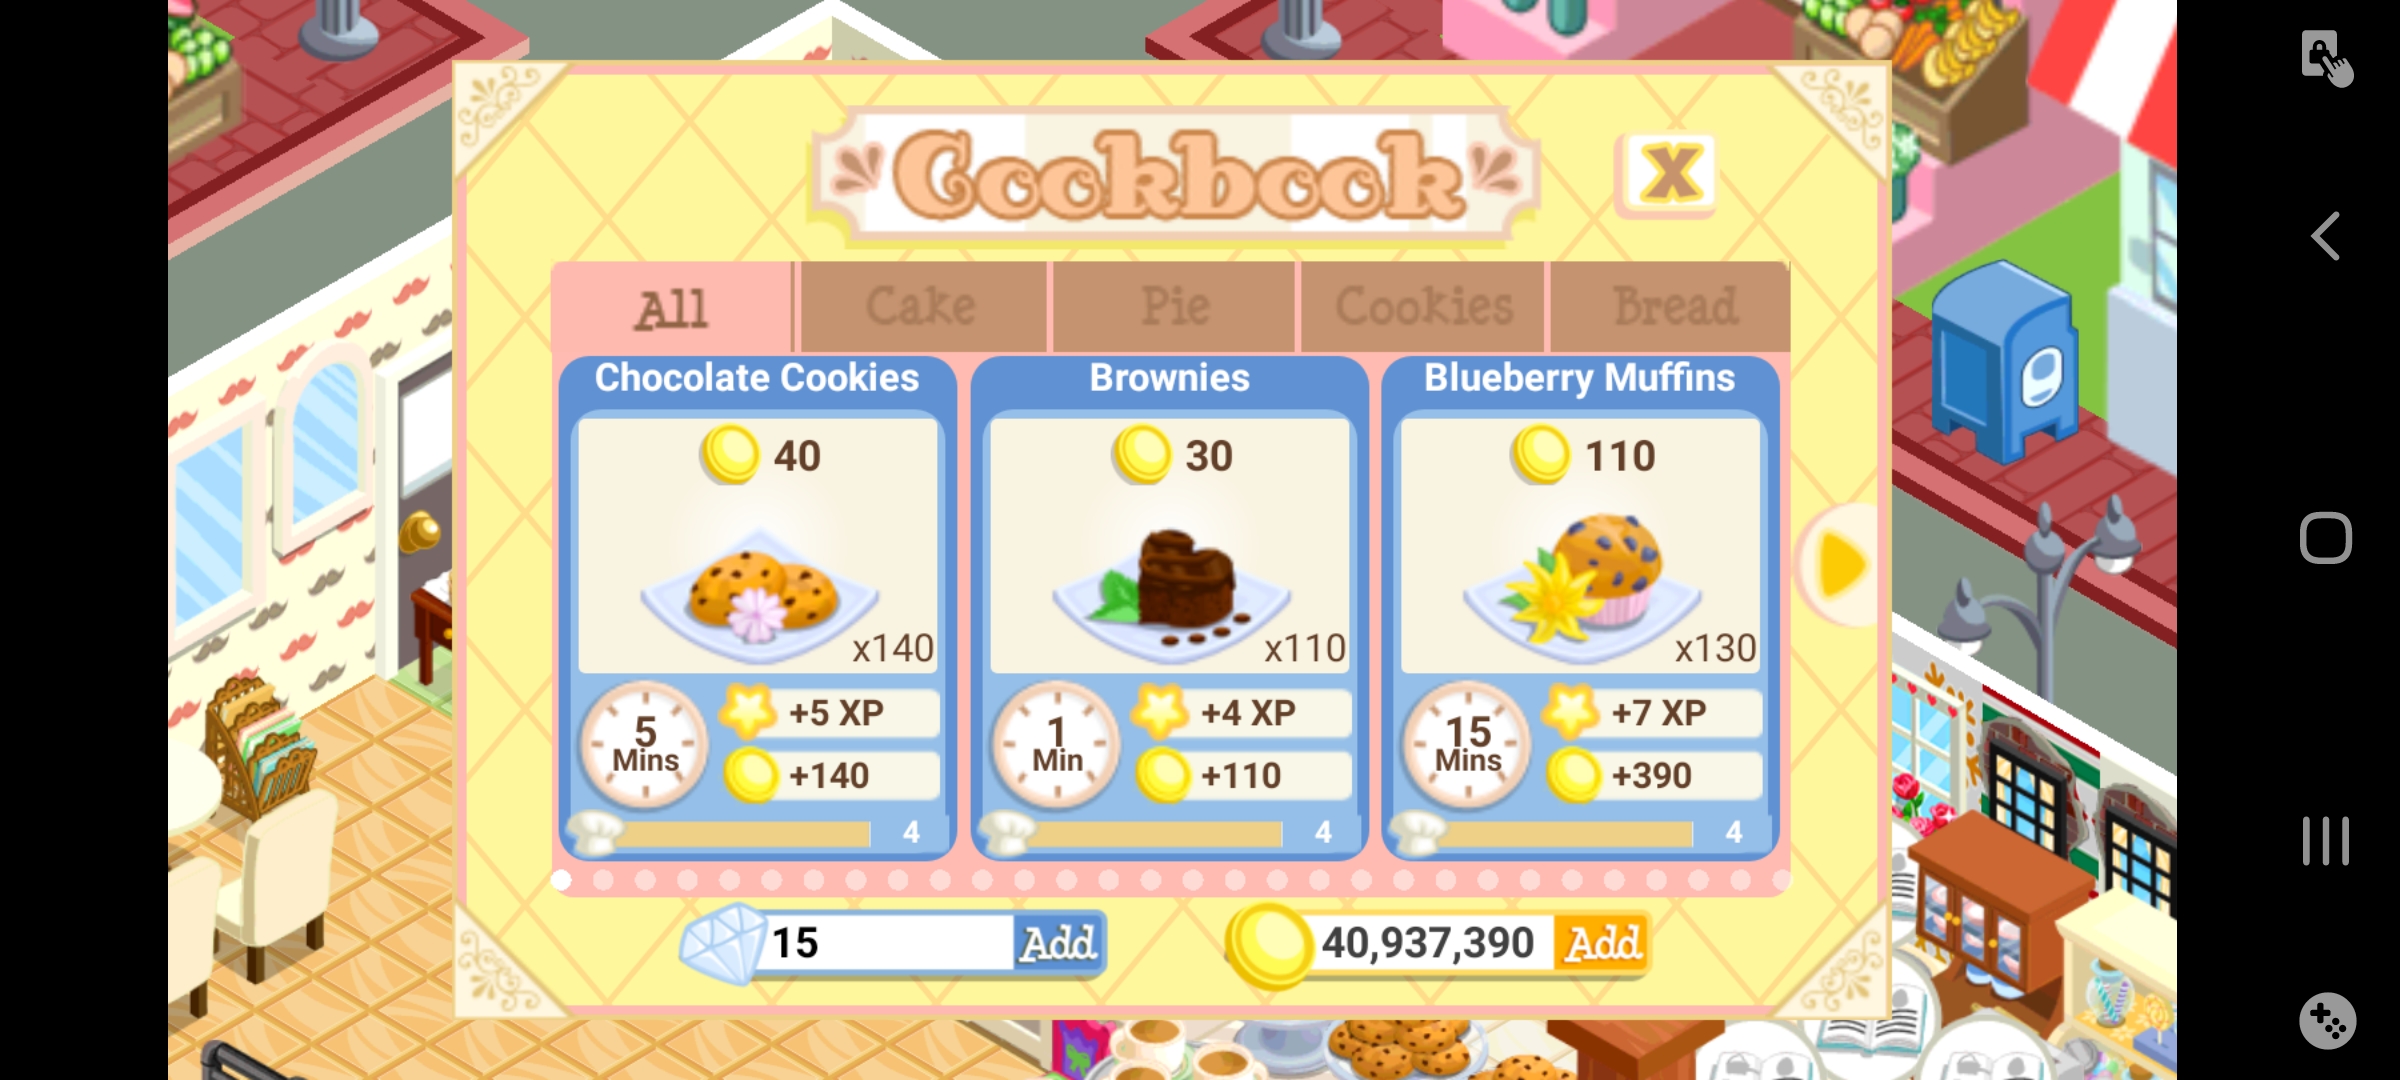 Cookbook
X
All Cake Pie Cookies Bread
Chocolate Cookies
40
x140
5 Mins
+5 XP
+140
4
Brownies
30
x110
1 Min
+4 XP
+110
4
Blueberry Muffins
110
x130
15 Mins
+7 XP
+390
4
15 Add
40,937,390 Add